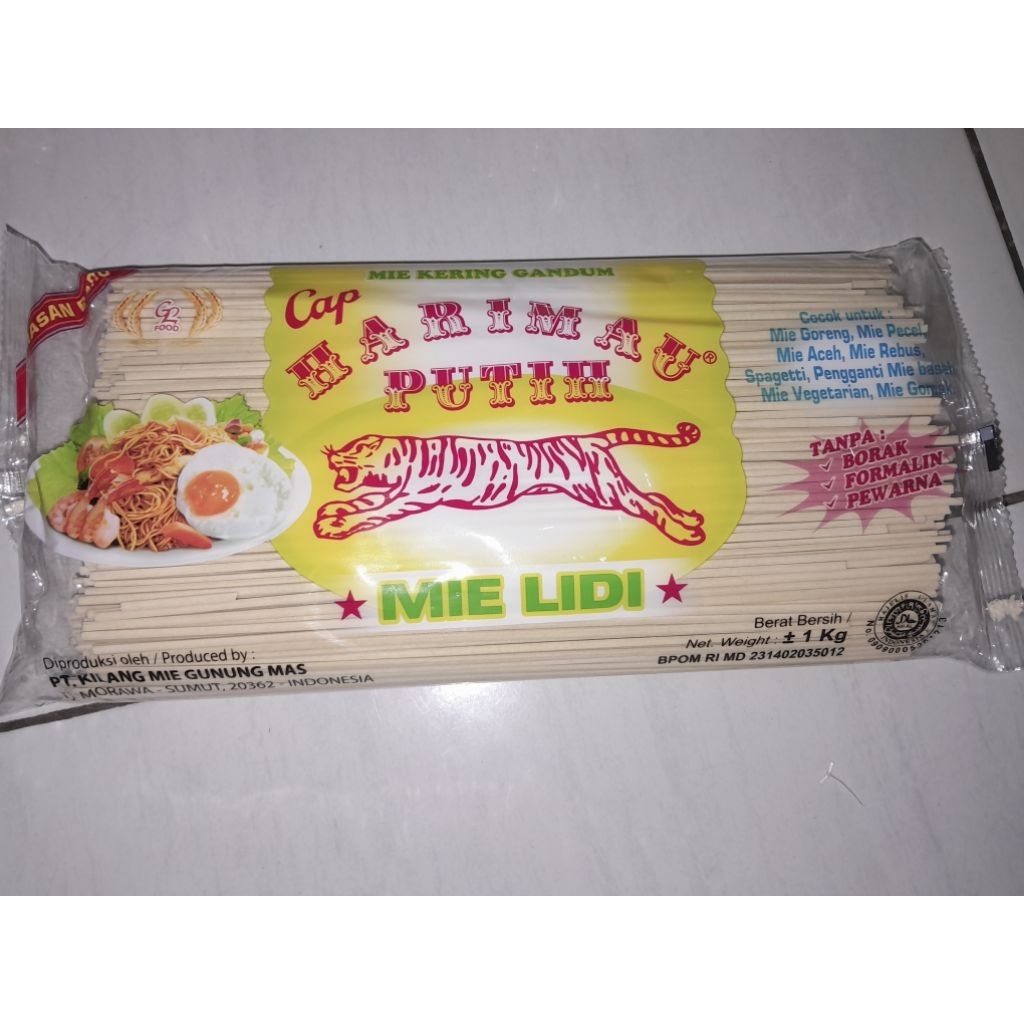 MIE KERING GANDUM
Cap
HARIMAU®
PUTIH
MIE LIDI
FOOD
Cocok untuk :
Mie Goreng, Mie Pecel
Mie Aceh, Mie Rebus,
Spagetti, Pengganti Mie basah
Mie Vegetarian, Mie Gomak
TANPA :
BORAK
FORMALIN
PEWARNA
Berat Bersih /
Net. Weight : ± 1 Kg
BPOM RI MD 231402035012
Diproduksi oleh / Produced by :
PT. KILANG MIE GUNUNG MAS
MORAWA - SUMUT, 20362 - INDONESIA